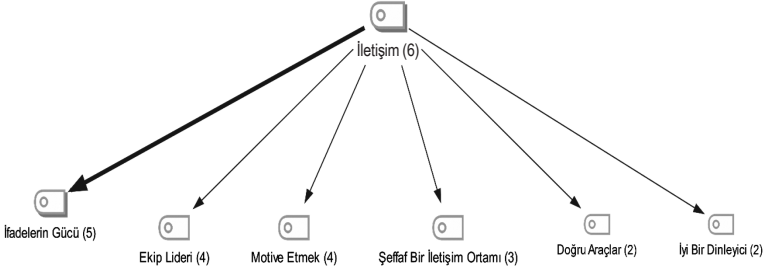 İletişim (6)
İfadelerin Gücü (5)
Ekip Lideri (4)
Motive Etmek (4)
Şeffaf Bir İletişim Ortamı (3)
Doğru Araçlar (2)
İyi Bir Dinleyici (2)